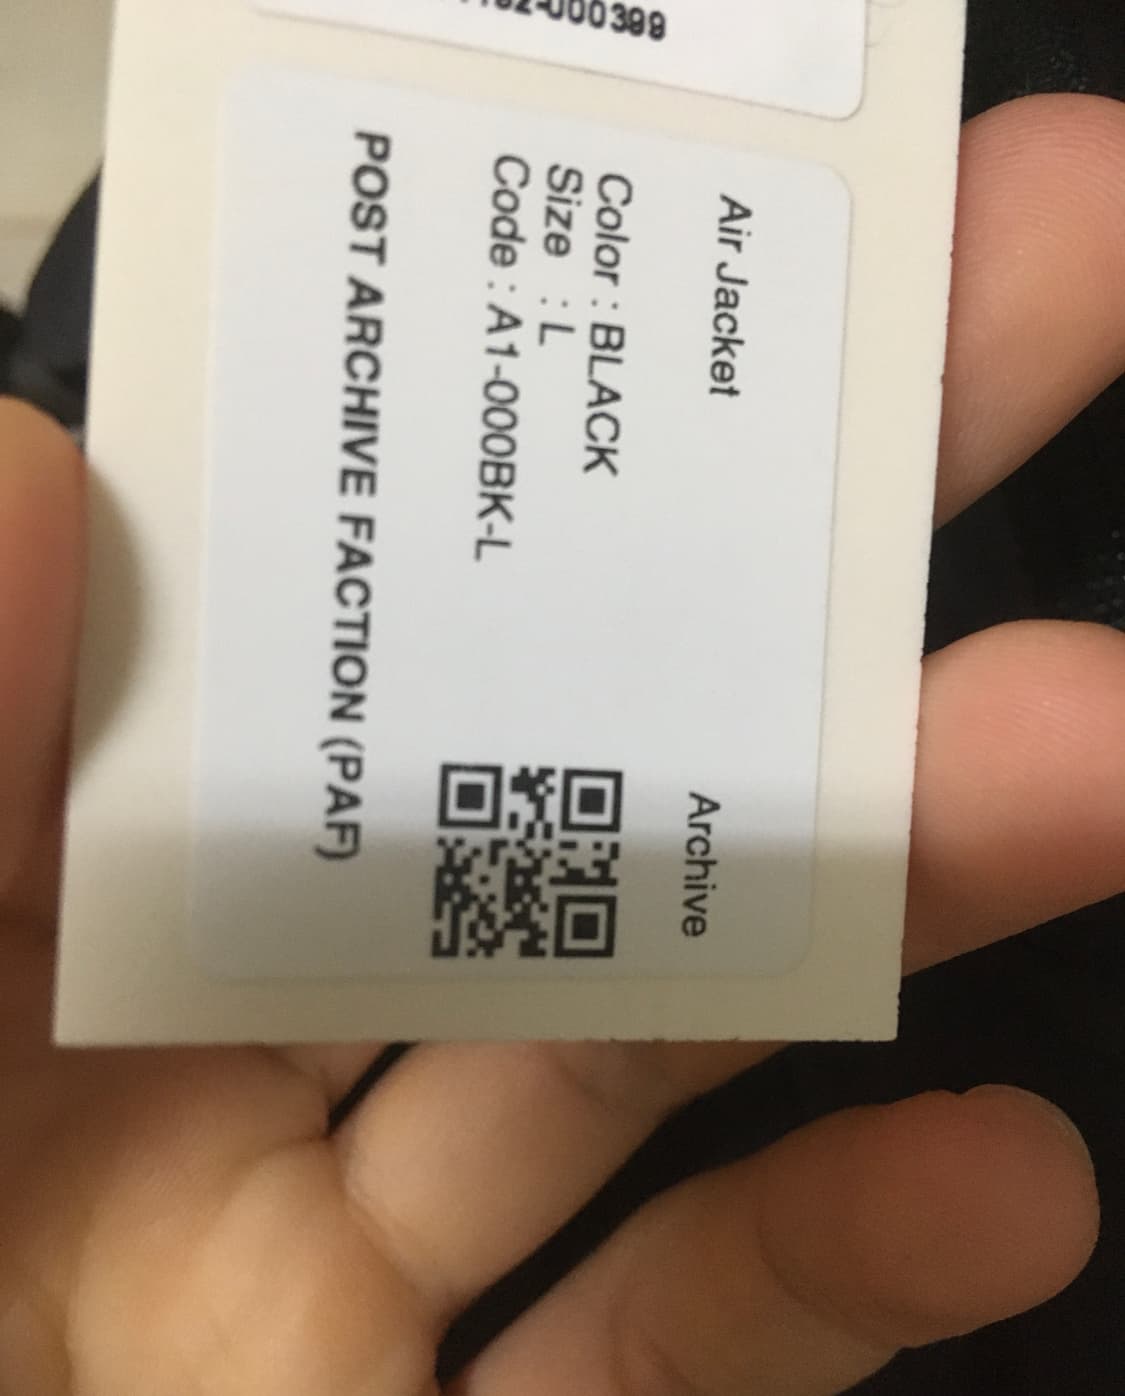 Air Jacket Archive
Color : BLACK
Size : L
Code : A1-000BK-L
POST ARCHIVE FACTION (PAF)